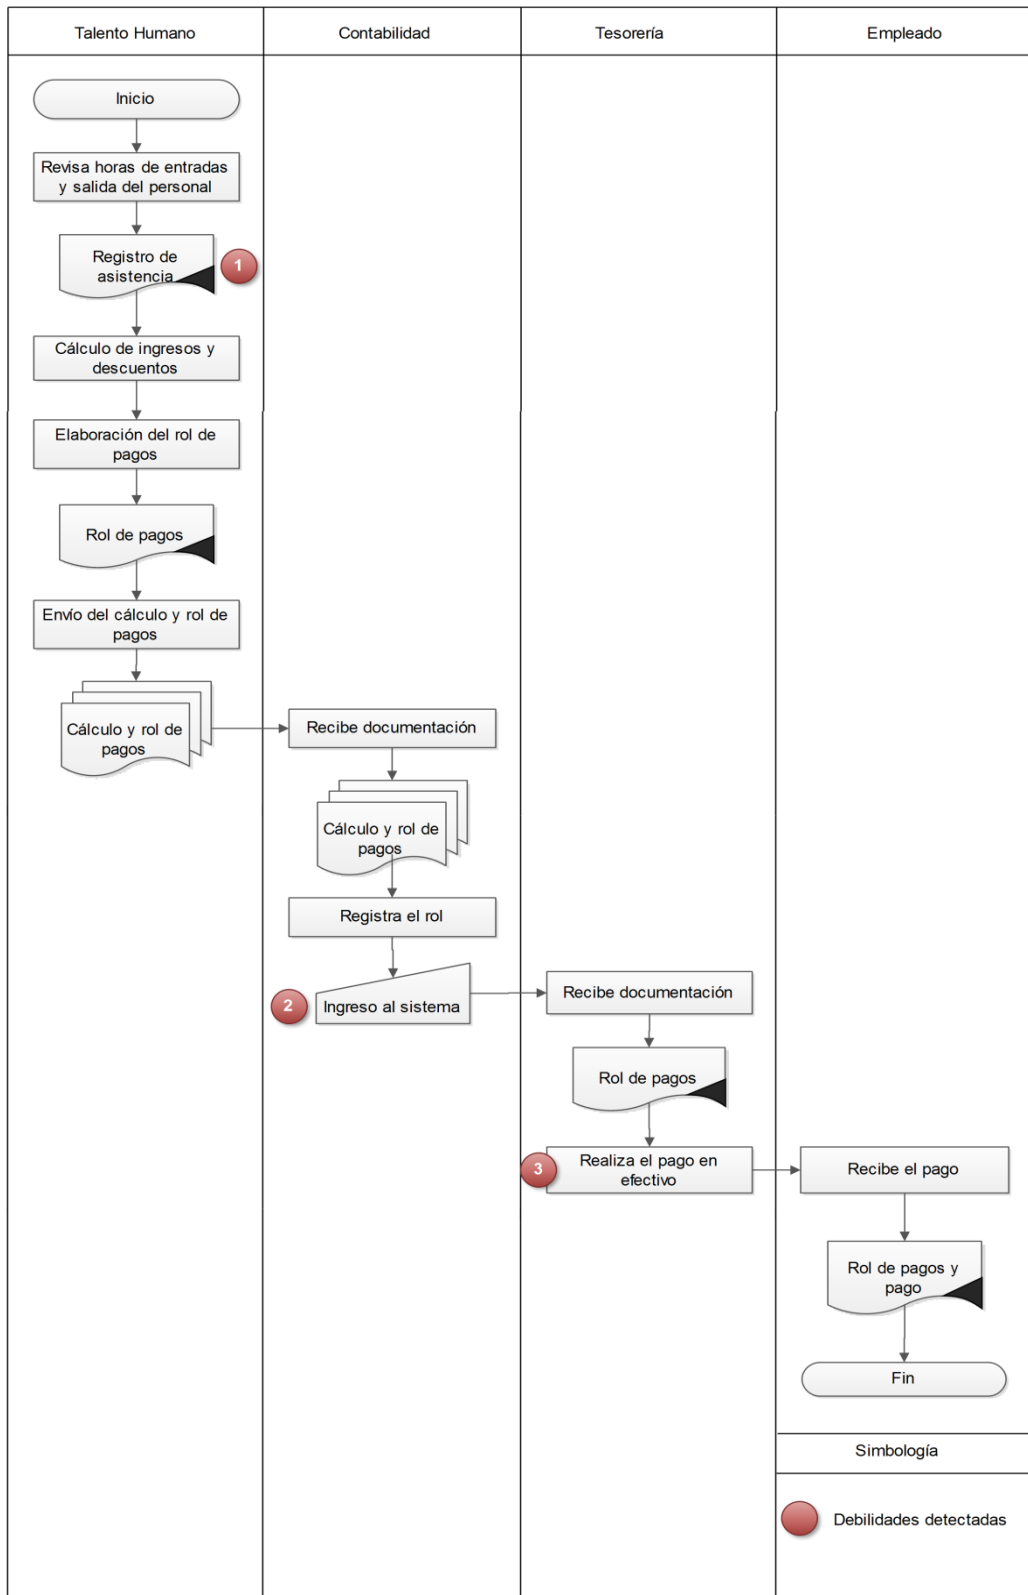 Talento Humano
Contabilidad
Tesorería
Empleado
Inicio
Revisa horas de entradas
y salida del personal
Registro de
asistencia
1
Cálculo de ingresos y
descuentos
Elaboración del rol de
pagos
Rol de pagos
Envío del cálculo y rol de
pagos
Cálculo y rol de
pagos
Recibe documentación
Cálculo y rol de
pagos
Registra el rol
2
Ingreso al sistema
Recibe documentación
Rol de pagos
3
Realiza el pago en
efectivo
Recibe el pago
Rol de pagos y
pago
Fin
Simbología
Debilidades detectadas